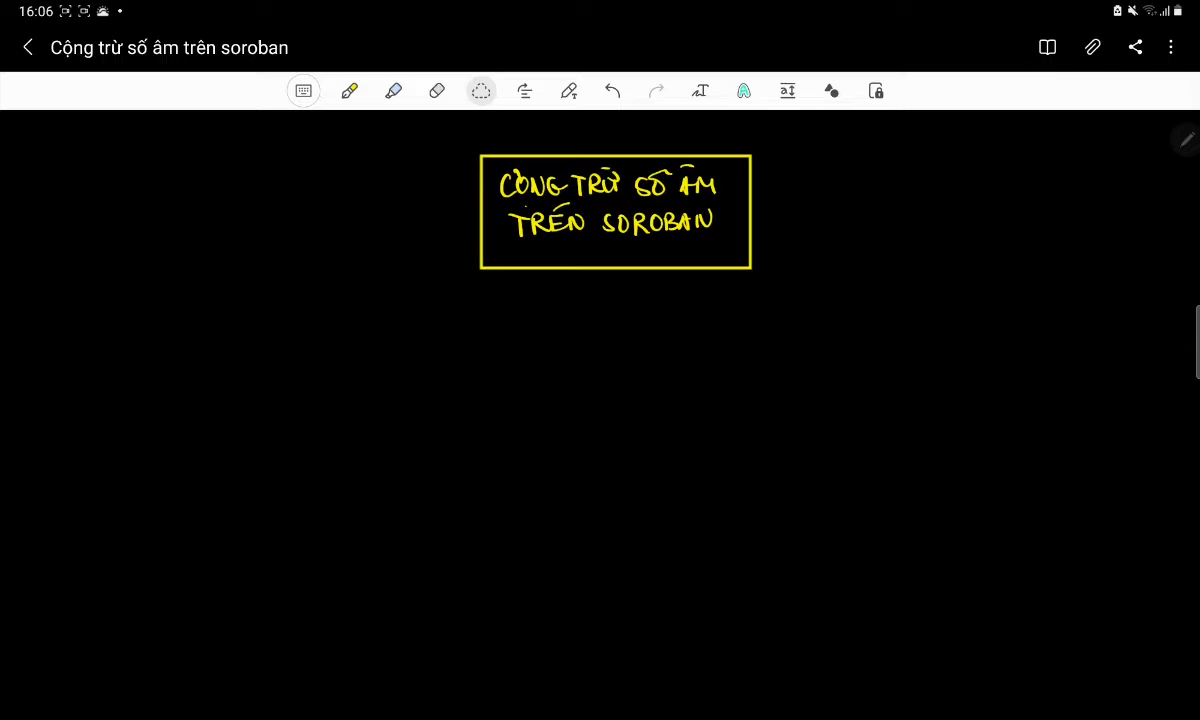 16:06
Cộng trừ số âm trên soroban
CỘNG TRỪ SỐ ÂM
TRÊN SOROBAN